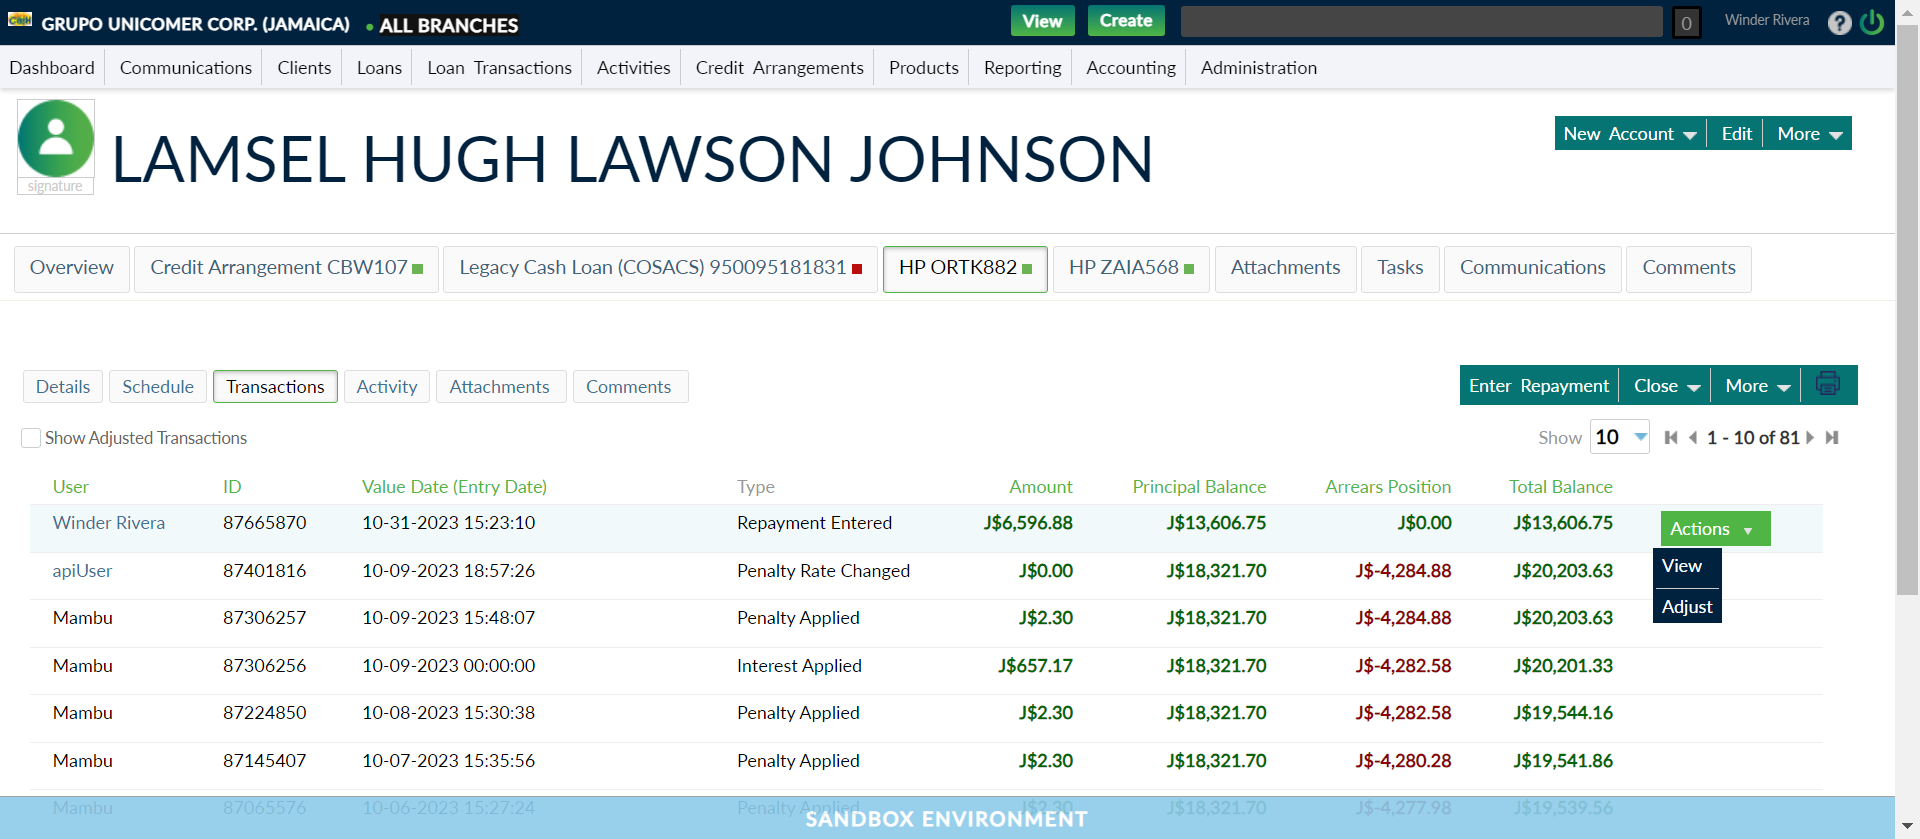 GRUPO UNICOMER CORP. (JAMAICA) • ALL BRANCHES View Create 0 Winder Rivera ?
Dashboard Communications Clients Loans Loan Transactions Activities Credit Arrangements Products Reporting Accounting Administration
LAMSEL HUGH LAWSON JOHNSON
signature
New Account Edit More
Overview Credit Arrangement CBW107 Legacy Cash Loan (COSACS) 950095181831 HP ORTK882 HP ZAIA568 Attachments Tasks Communications Comments
Details Schedule Transactions Activity Attachments Comments Enter Repayment Close More
Show Adjusted Transactions Show 10 1 - 10 of 81
User ID Value Date (Entry Date) Type Amount Principal Balance Arrears Position Total Balance
Winder Rivera 87665870 10-31-2023 15:23:10 Repayment Entered J$6,596.88 J$13,606.75 J$0.00 J$13,606.75 Actions
View
apiUser 87401816 10-09-2023 18:57:26 Penalty Rate Changed J$0.00 J$18,321.70 J$-4,284.88 J$20,203.63
Adjust
Mambu 87306257 10-09-2023 15:48:07 Penalty Applied J$2.30 J$18,321.70 J$-4,284.88 J$20,203.63
Mambu 87306256 10-09-2023 00:00:00 Interest Applied J$657.17 J$18,321.70 J$-4,282.58 J$20,201.33
Mambu 87224850 10-08-2023 15:30:38 Penalty Applied J$2.30 J$18,321.70 J$-4,282.58 J$19,544.16
Mambu 87145407 10-07-2023 15:35:56 Penalty Applied J$2.30 J$18,321.70 J$-4,280.28 J$19,541.86
Mambu 87065576 10-06-2023 15:27:24 Penalty Applied J$2.30 J$18,321.70 J$-4,277.98 J$19,539.56
SANDBOX ENVIRONMENT